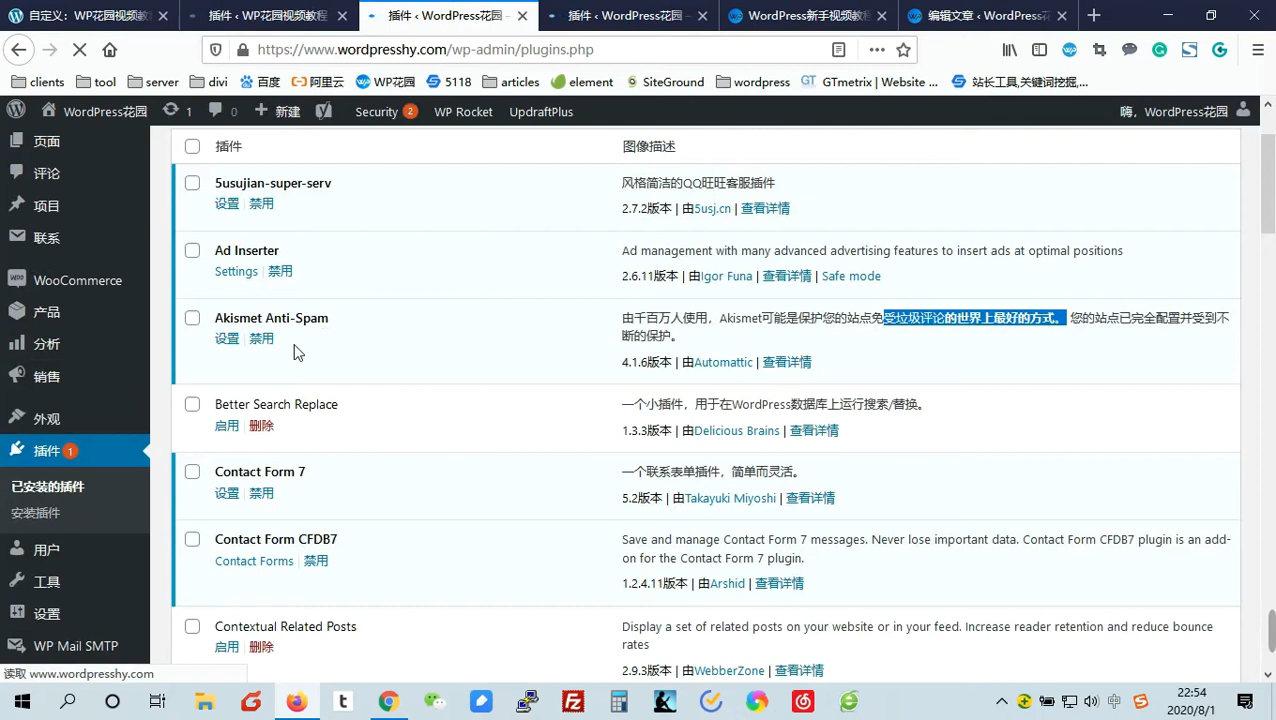 自定义：WP花园视频教程
插件 ‹ WP花园视频教程
插件 ‹ WordPress花园 –
插件 ‹ WordPress花园 –
WordPress新手视频教程
编辑文章 ‹ WordPress花园
https://www.wordpresshy.com/wp-admin/plugins.php
clients tool server divi 百度 阿里云 WP花园 5118 articles element SiteGround wordpress GTmetrix | Website ... 站长工具,关键词挖掘,...
WordPress花园 1 0 新建 Security 2 WP Rocket UpdraftPlus 嗨，WordPress花园
页面
评论
项目
联系
WooCommerce
产品
分析
销售
外观
插件 1
已安装的插件
安装插件
用户
工具
设置
WP Mail SMTP
插件 图像描述
5usujian-super-serv
设置 | 禁用
风格简洁的QQ旺旺客服插件
2.7.2版本 | 由5usj.cn | 查看详情
Ad Inserter
Settings | 禁用
Ad management with many advanced advertising features to insert ads at optimal positions
2.6.11版本 | 由Igor Funa | 查看详情 | Safe mode
Akismet Anti-Spam
设置 | 禁用
由千百万人使用，Akismet可能是保护您的站点免受垃圾评论的世界上最好的方式。 您的站点已完全配置并受到不
断的保护。
4.1.6版本 | 由Automattic | 查看详情
Better Search Replace
启用 | 删除
一个小插件，用于在WordPress数据库上运行搜索/替换。
1.3.3版本 | 由Delicious Brains | 查看详情
Contact Form 7
设置 | 禁用
一个联系表单插件，简单而灵活。
5.2版本 | 由Takayuki Miyoshi | 查看详情
Contact Form CFDB7
Contact Forms | 禁用
Save and manage Contact Form 7 messages. Never lose important data. Contact Form CFDB7 plugin is an add-
on for the Contact Form 7 plugin.
1.2.4.11版本 | 由Arshid | 查看详情
Contextual Related Posts
启用 | 删除
Display a set of related posts on your website or in your feed. Increase reader retention and reduce bounce
rates
2.9.3版本 | 由WebberZone | 查看详情
读取 www.wordpresshy.com
中
22:54
2020/8/1